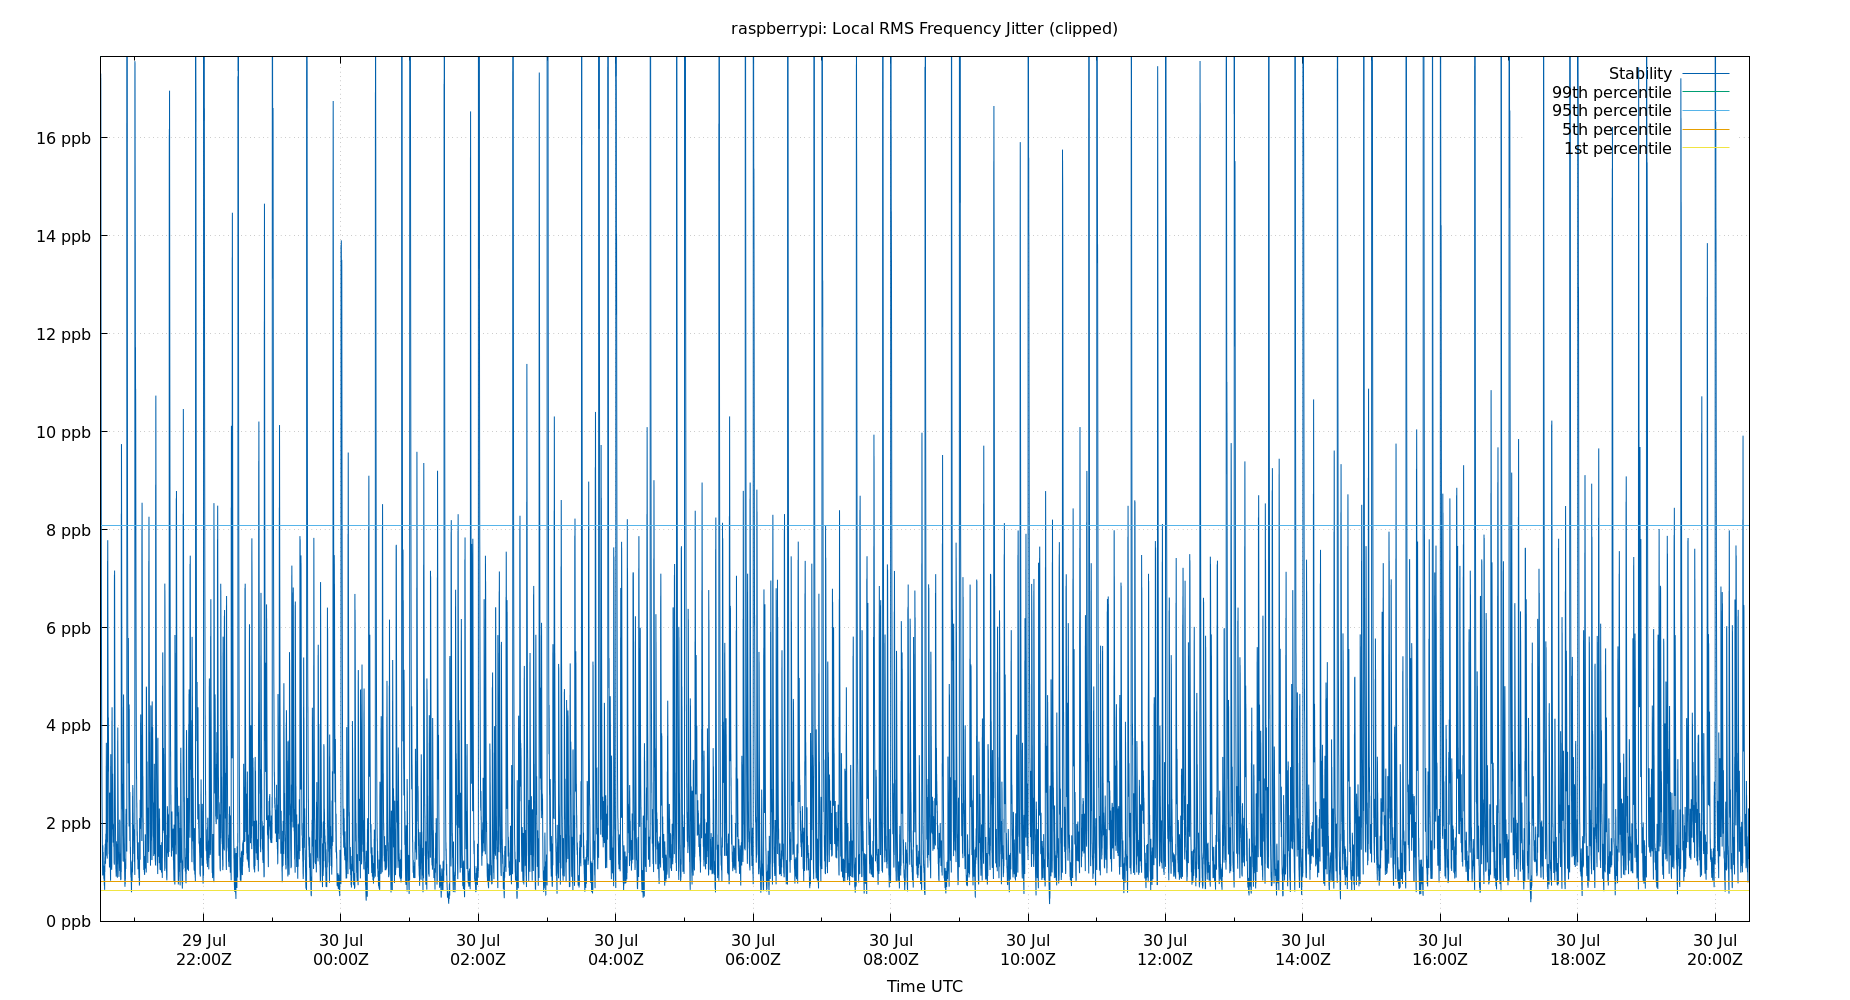 raspberrypi: Local RMS Frequency Jitter (clipped)
Stability
99th percentile
95th percentile
5th percentile
1st percentile
16 ppb
14 ppb
12 ppb
10 ppb
8 ppb
6 ppb
4 ppb
2 ppb
0 ppb
29 Jul 30 Jul 30 Jul 30 Jul 30 Jul 30 Jul 30 Jul 30 Jul 30 Jul 30 Jul 30 Jul 30 Jul
22:00Z 00:00Z 02:00Z 04:00Z 06:00Z 08:00Z 10:00Z 12:00Z 14:00Z 16:00Z 18:00Z 20:00Z
Time UTC